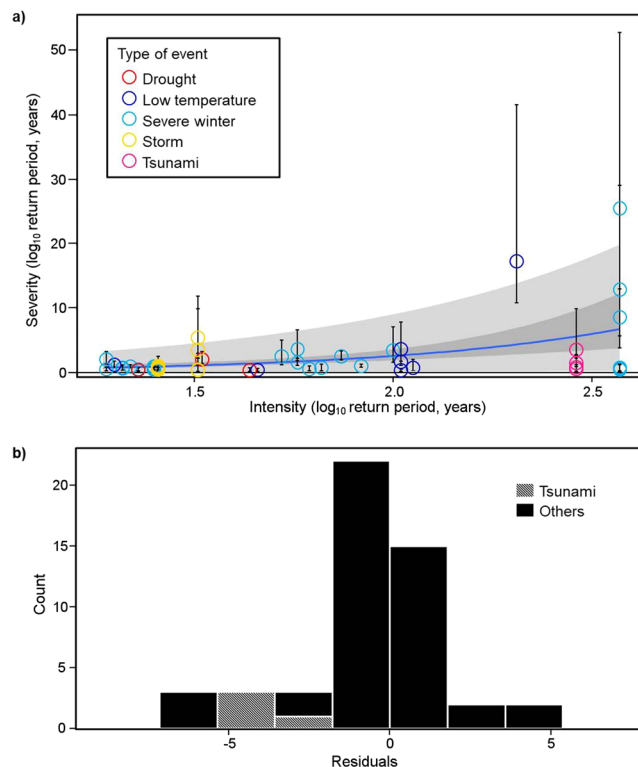 a)
50
40
30
20
10
0
Severity (log10 return period, years)
Type of event
Drought
Low temperature
Severe winter
Storm
Tsunami
1.5 2.0 2.5
Intensity (log10 return period, years)
b)
20
15
10
5
0
Count
Tsunami
Others
-5 0 5
Residuals